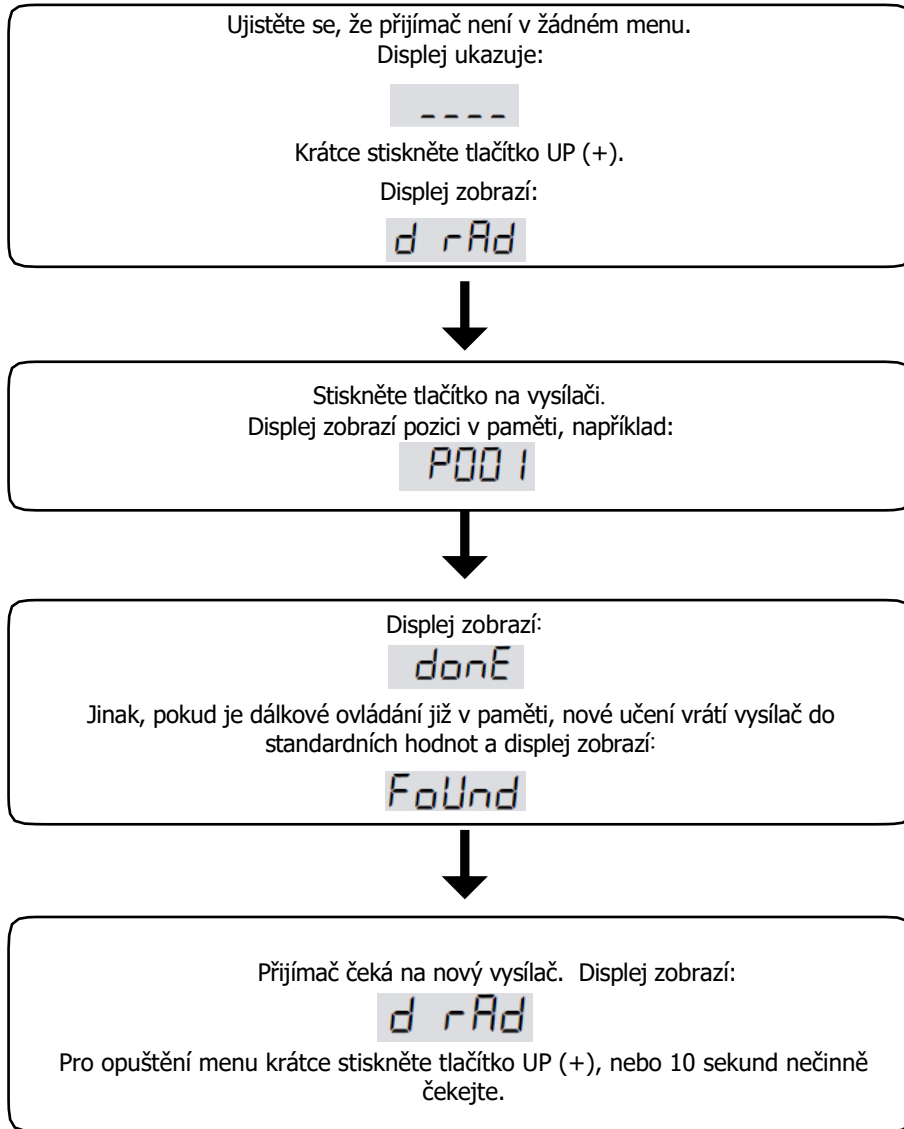 Ujistěte se, že přijímač není v žádném menu.
Displej ukazuje:
_ _ _ _
Krátce stiskněte tlačítko UP (+).
Displej zobrazí:
d rAd
Stiskněte tlačítko na vysílači.
Displej zobrazí pozici v paměti, například:
P001
Displej zobrazí:
donE
Jinak, pokud je dálkové ovládání již v paměti, nové učení vrátí vysílač do
standardních hodnot a displej zobrazí:
FoUnd
Přijímač čeká na nový vysílač. Displej zobrazí:
d rAd
Pro opuštění menu krátce stiskněte tlačítko UP (+), nebo 10 sekund nečinně
čekejte.